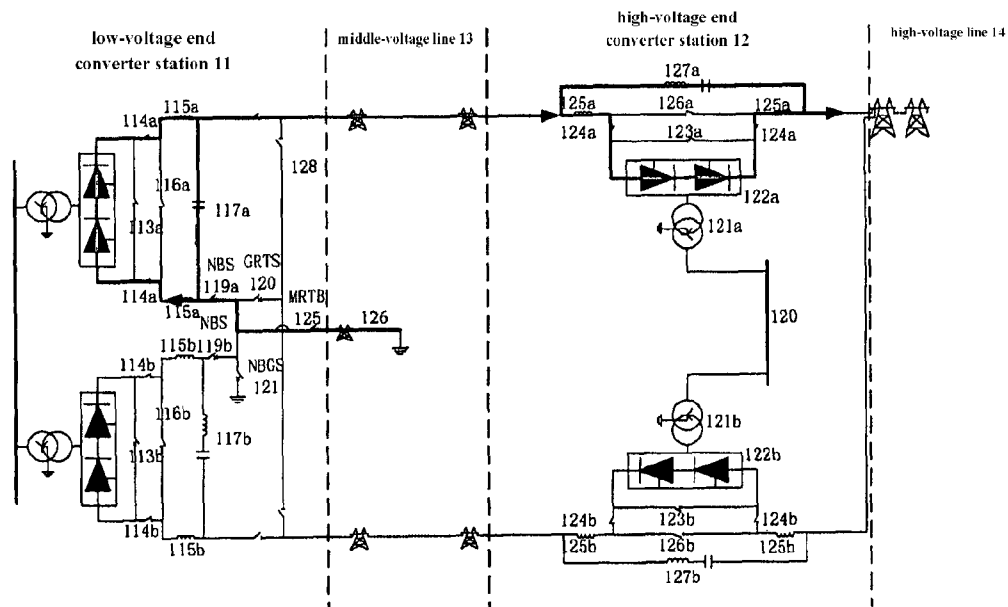 low-voltage end
converter station 11
middle-voltage line 13
high-voltage end
converter station 12
high-voltage line 14
127a
115a
125a
126a
125a
114a
124a
123a
124a
128
116a
117a
122a
113a
121a
NBS
GRTS
114a
119a
120
115a
MRTB
NBS
125
126
120
115b
119b
114b
NBGS
121
116b
121b
117b
122b
113b
124b
123b
124b
114b
125b
126b
125b
115b
127b